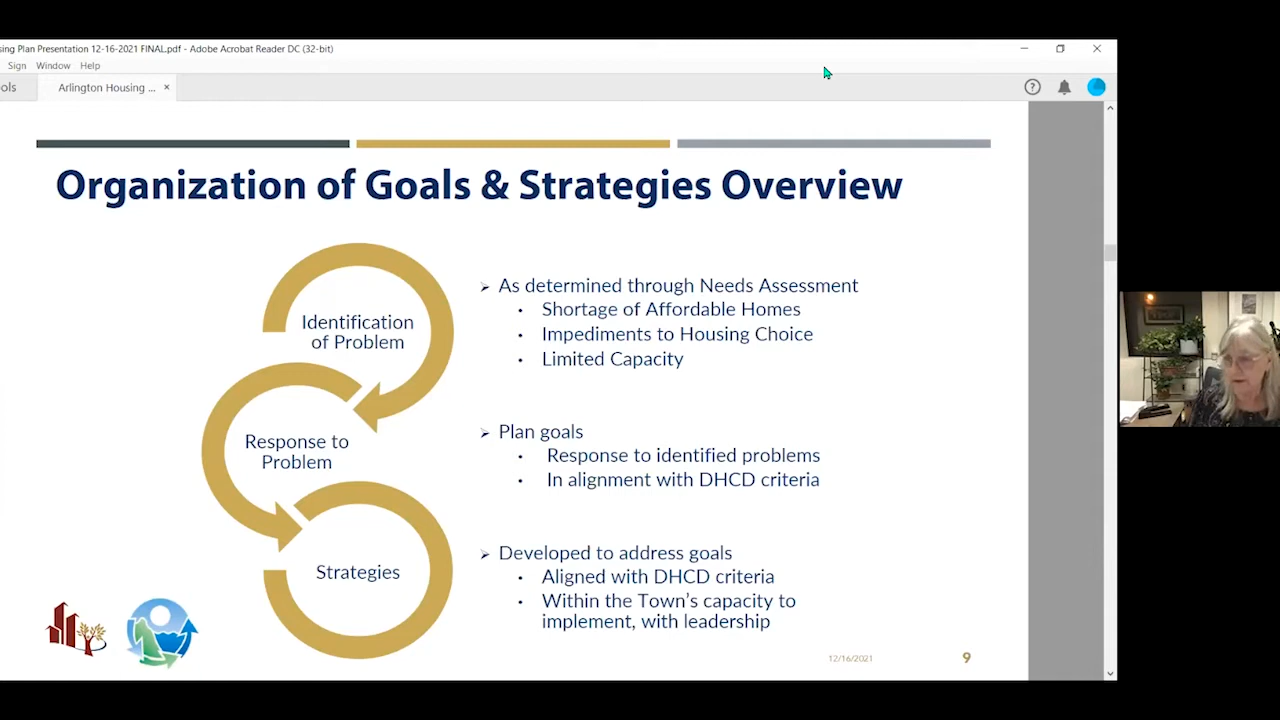 sing Plan Presentation 12-16-2021 FINAL.pdf - Adobe Acrobat Reader DC (32-bit)
Sign Window Help
ols
Arlington Housing ... ×
Organization of Goals & Strategies Overview
Identification
of Problem
As determined through Needs Assessment
Shortage of Affordable Homes
Impediments to Housing Choice
Limited Capacity
Response to
Problem
Plan goals
Response to identified problems
In alignment with DHCD criteria
Strategies
Developed to address goals
Aligned with DHCD criteria
Within the Town's capacity to
implement, with leadership
12/16/2021
9